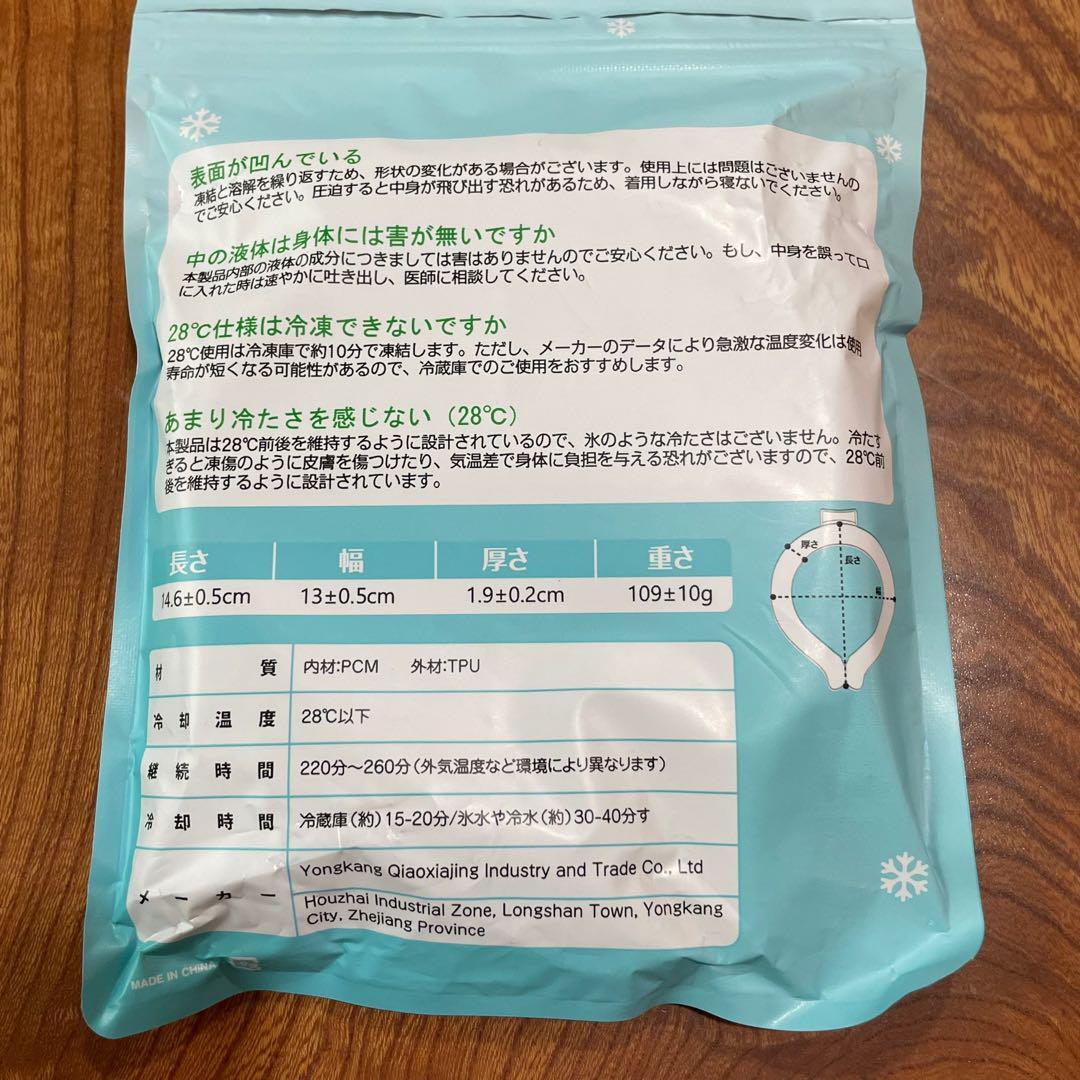 表面が凹んでいる
凍結と溶解を繰り返すため、形状の変化がある場合がございます。使用上には問題はございませんの
でご安心ください。圧迫すると中身が飛び出す恐れがあるため、着用しながら寝ないでください。
中の液体は身体には害が無いですか
本製品内部の液体の成分につきましては害はありませんのでご安心ください。もし、中身を誤って口
に入れた時は速やかに吐き出し、医師に相談してください。
28℃仕様は冷凍できないですか
28℃使用は冷凍庫で約10分で凍結します。ただし、メーカーのデータにより急激な温度変化は使用
寿命が短くなる可能性があるので、冷蔵庫でのご使用をおすすめします。
あまり冷たさを感じない（28℃）
本製品は28℃前後を維持するように設計されているので、氷のような冷たさはございません。冷たす
ぎると凍傷のように皮膚を傷つけたり、気温差で身体に負担を与える恐れがございますので、28℃前
後を維持するように設計されています。
長さ 幅 厚さ 重さ
14.6±0.5cm 13±0.5cm 1.9±0.2cm 109±10g
厚さ
長さ
幅
材質 内材:PCM 外材:TPU
冷却温度 28℃以下
継続時間 220分～260分（外気温度など環境により異なります）
冷却時間 冷蔵庫（約）15-20分/氷水や冷水（約）30-40分す
メーカー Yongkang Qiaoxiajing Industry and Trade Co., Ltd
Houzhai Industrial Zone, Longshan Town, Yongkang
City, Zhejiang Province
MADE IN CHINA